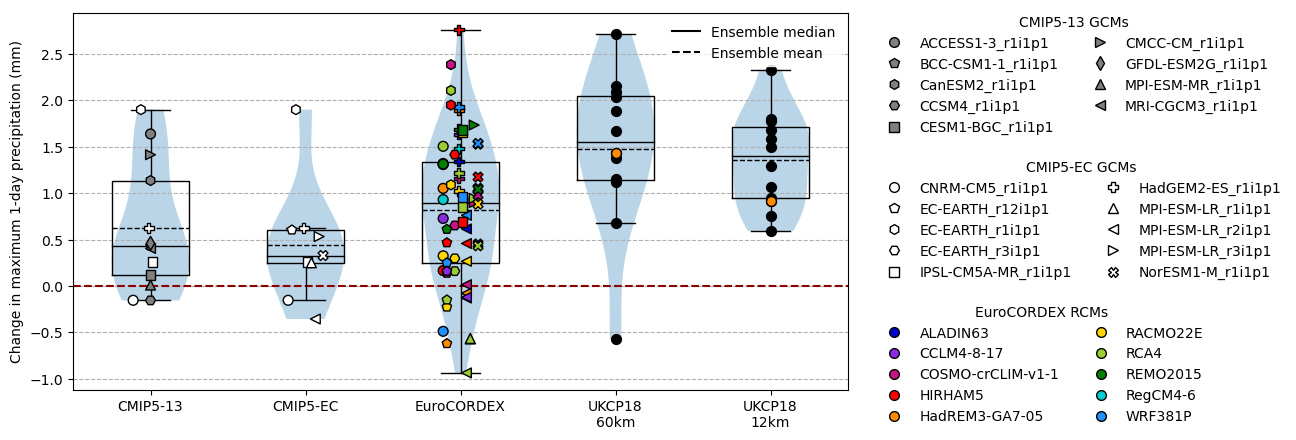 Change in maximum 1-day precipitation (mm)
2.5
2.0
1.5
1.0
0.5
0.0
−0.5
−1.0
Ensemble median
Ensemble mean
CMIP5-13
CMIP5-EC
EuroCORDEX
UKCP18
60km
UKCP18
12km
CMIP5-13 GCMs
ACCESS1-3_r1i1p1
BCC-CSM1-1_r1i1p1
CanESM2_r1i1p1
CCSM4_r1i1p1
CESM1-BGC_r1i1p1
CMCC-CM_r1i1p1
GFDL-ESM2G_r1i1p1
MPI-ESM-MR_r1i1p1
MRI-CGCM3_r1i1p1
CMIP5-EC GCMs
CNRM-CM5_r1i1p1
EC-EARTH_r12i1p1
EC-EARTH_r1i1p1
EC-EARTH_r3i1p1
IPSL-CM5A-MR_r1i1p1
HadGEM2-ES_r1i1p1
MPI-ESM-LR_r1i1p1
MPI-ESM-LR_r2i1p1
MPI-ESM-LR_r3i1p1
NorESM1-M_r1i1p1
EuroCORDEX RCMs
ALADIN63
CCLM4-8-17
COSMO-crCLIM-v1-1
HIRHAM5
HadREM3-GA7-05
RACMO22E
RCA4
REMO2015
RegCM4-6
WRF381P